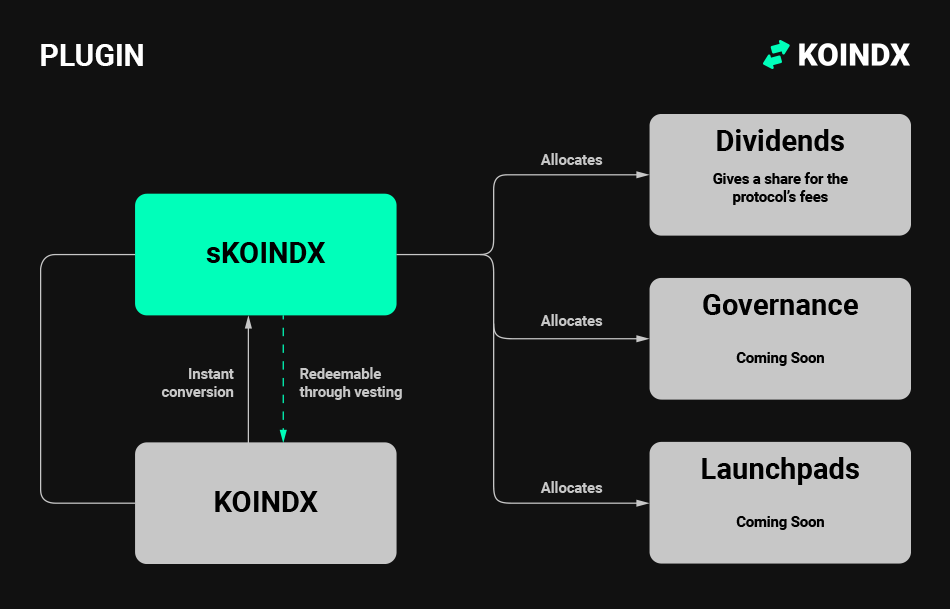 PLUGIN
KOINDX
Dividends
Gives a share for the
protocol's fees
Allocates
sKOINDX
Governance
Coming Soon
Allocates
Instant
conversion
Redeemable
through vesting
KOINDX
Launchpads
Coming Soon
Allocates